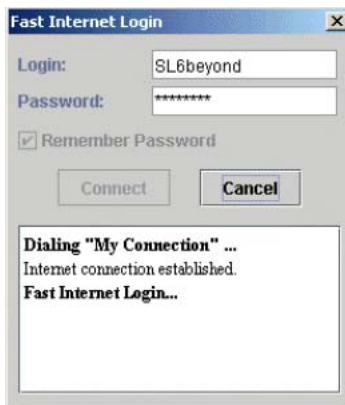 Fast Internet Login
Login: SL6beyond
Password: ********
Remember Password
Connect Cancel
Dialing "My Connection" ...
Internet connection established.
Fast Internet Login...